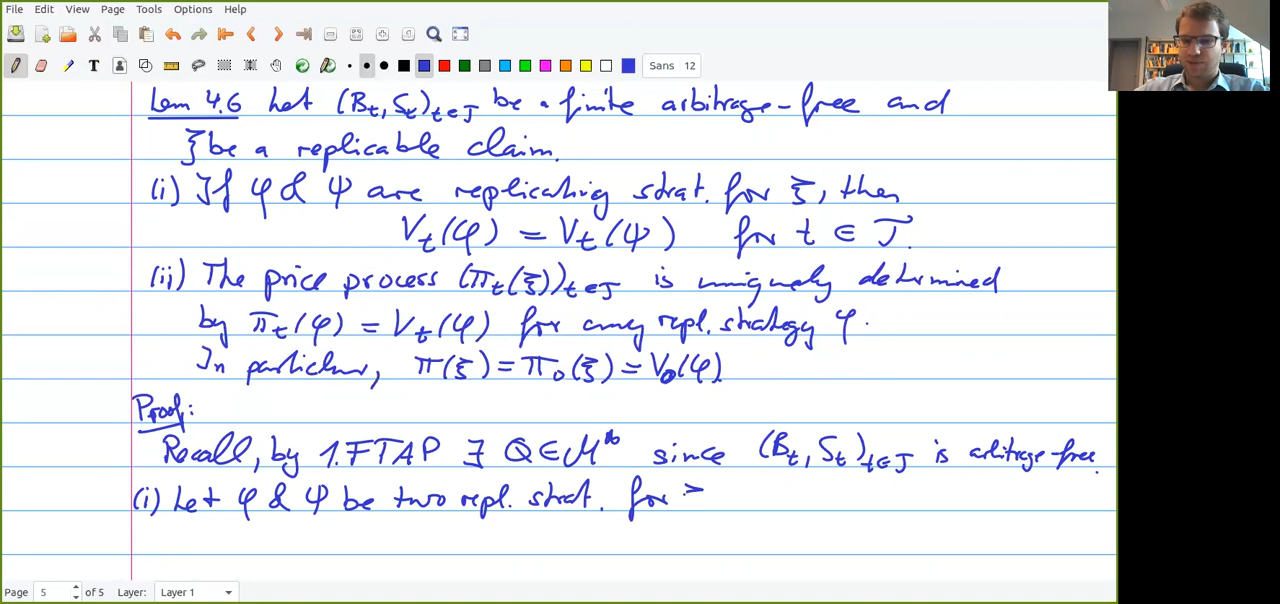 File Edit View Page Tools Options Help
Sans 12
Lem 4.6 Let (B_t, S_t)_{t∈J} be a finite arbitrage-free and
ξ be a replicable claim.
(i) If φ & ψ are replicating strat. for ξ, then
V_t(φ) = V_t(ψ) for t ∈ J.
(ii) The price process (π_t(ξ))_{t∈J} is uniquely determined
by π_t(φ) = V_t(φ) for any repl. strategy φ.
In particular, π(ξ) = π_0(ξ) = V_0(φ).
Proof:
Recall, by 1.FTAP ∃ Q ∈ M since (B_t, S_t)_{t∈J} is arbitrage-free.
(i) Let φ & ψ be two repl. strat. for
Page 5 of 5 Layer: Layer 1